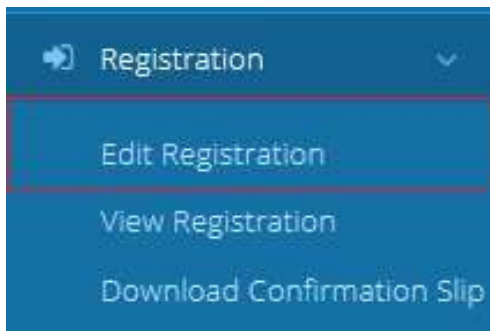 Registration
Edit Registration
View Registration
Download Confirmation Slip